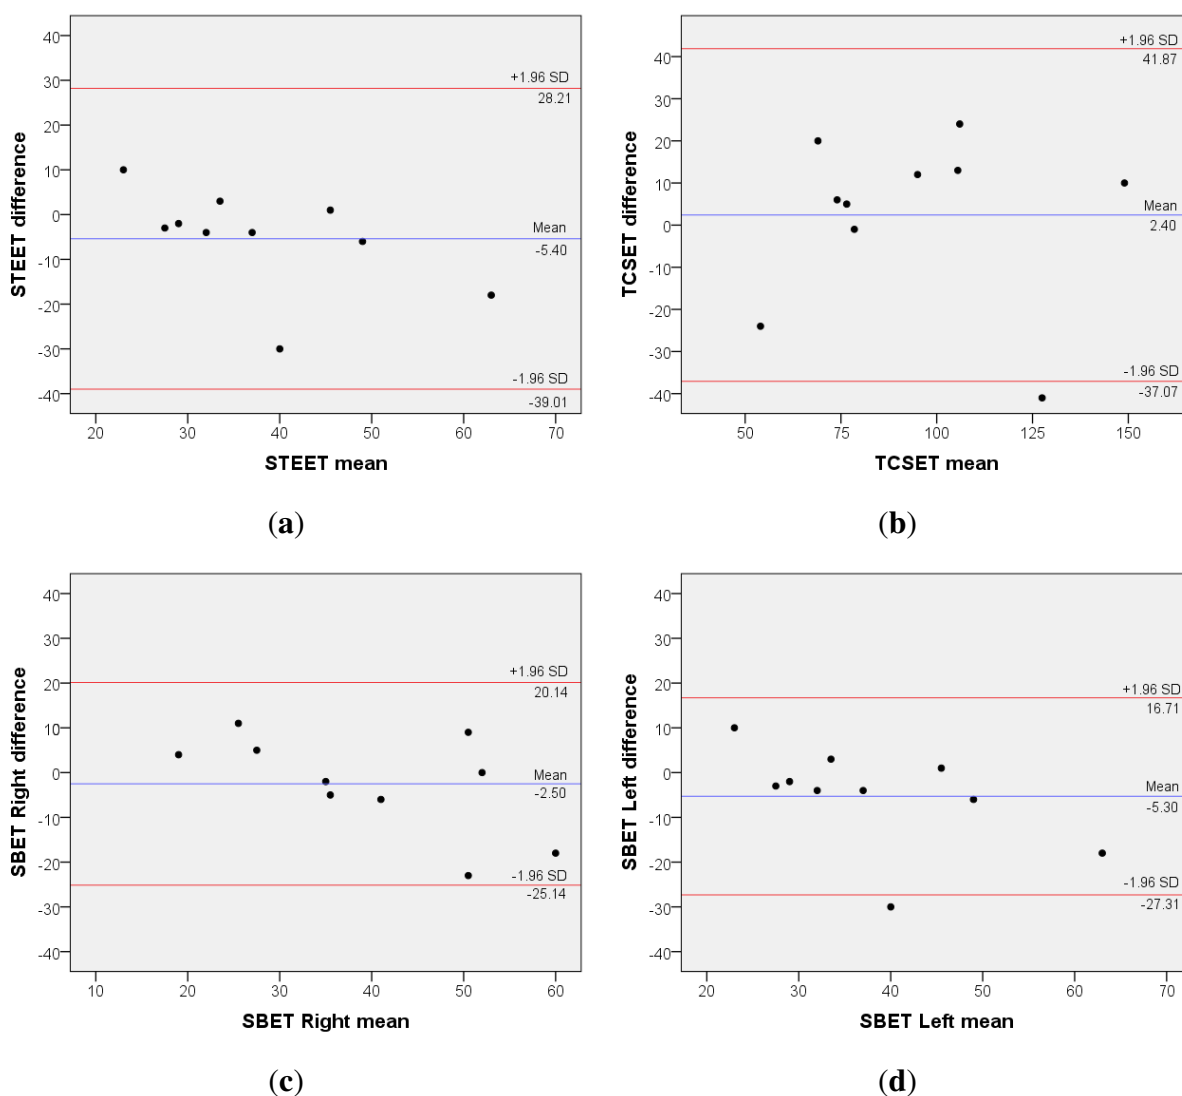 STEET difference
40
30
20
10
0
-10
-20
-30
-40
+1.96 SD
28.21
Mean
-5.40
-1.96 SD
-39.01
20 30 40 50 60 70
STEET mean
(a)
TCSET difference
40
30
20
10
0
-10
-20
-30
-40
+1.96 SD
41.87
Mean
2.40
-1.96 SD
-37.07
50 75 100 125 150
TCSET mean
(b)
SBET Right difference
40
30
20
10
0
-10
-20
-30
-40
+1.96 SD
20.14
Mean
-2.50
-1.96 SD
-25.14
10 20 30 40 50 60
SBET Right mean
(c)
SBET Left difference
40
30
20
10
0
-10
-20
-30
-40
+1.96 SD
16.71
Mean
-5.30
-1.96 SD
-27.31
20 30 40 50 60 70
SBET Left mean
(d)